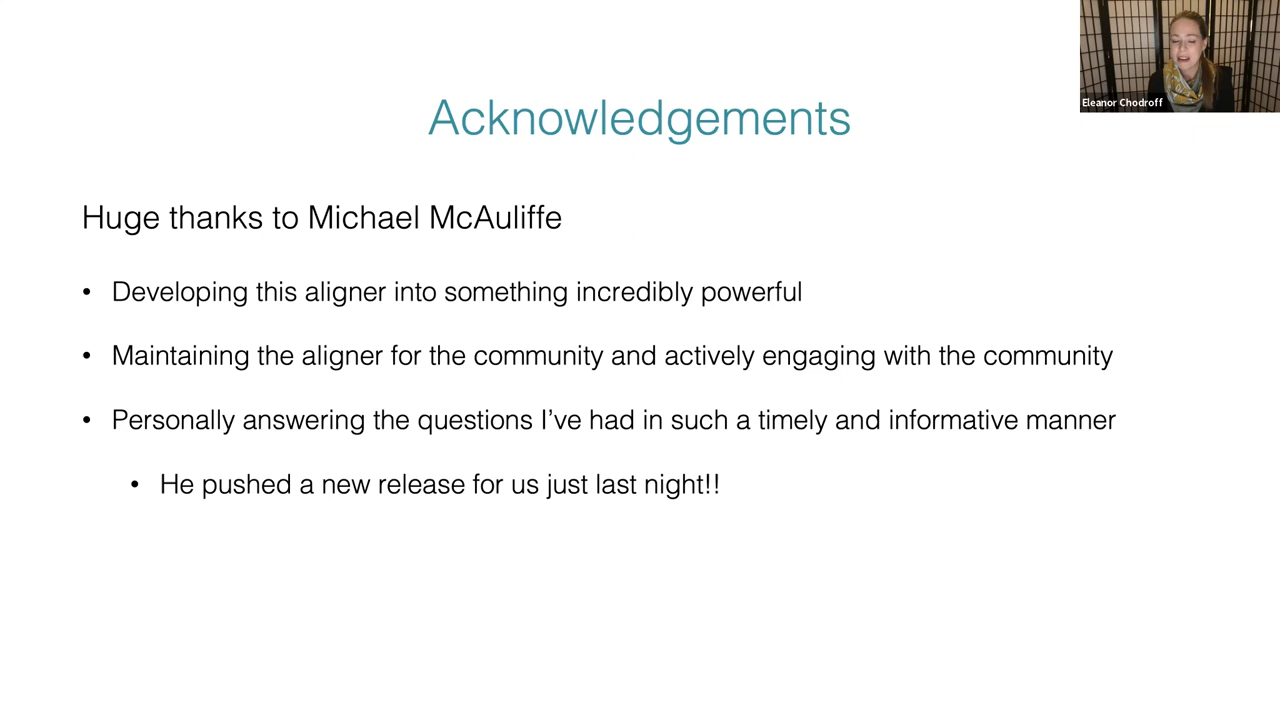 Eleanor Chodroff
Acknowledgements
Huge thanks to Michael McAuliffe
• Developing this aligner into something incredibly powerful
• Maintaining the aligner for the community and actively engaging with the community
• Personally answering the questions I’ve had in such a timely and informative manner
• He pushed a new release for us just last night!!